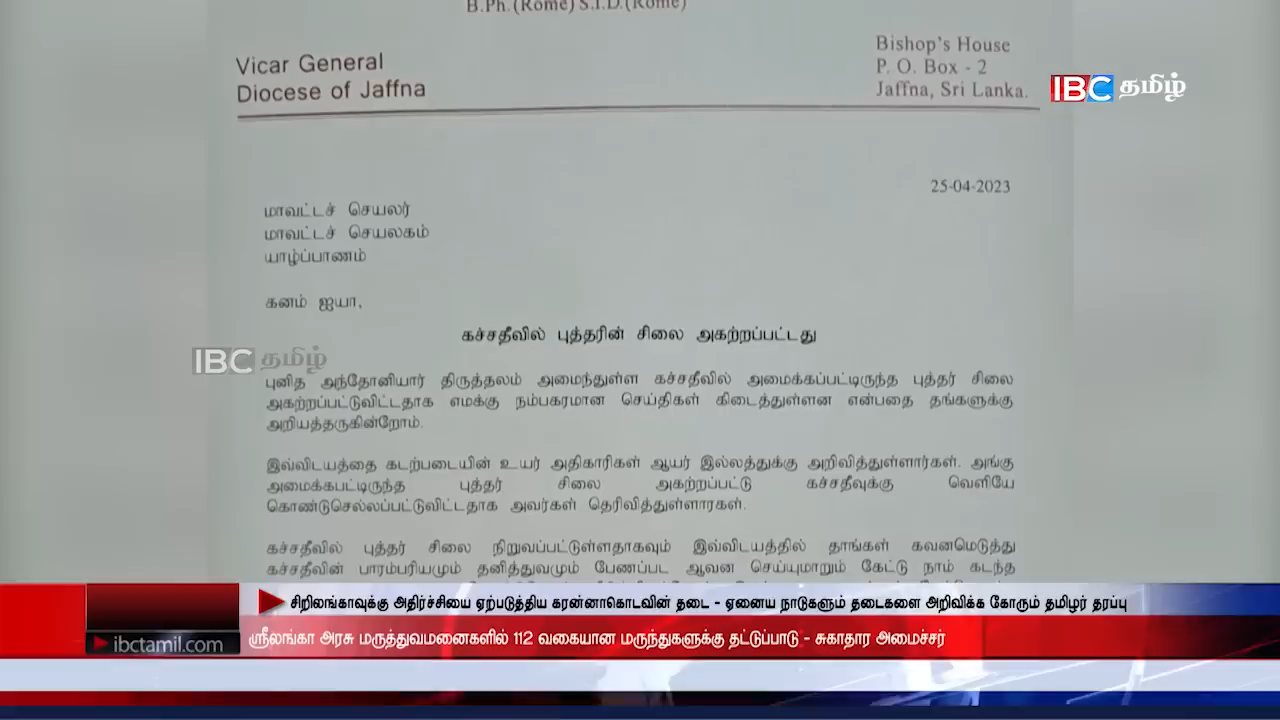 B.Ph.(Rome) S.T.D.(Rome)
Vicar General
Diocese of Jaffna
Bishop's House
P. O. Box - 2
Jaffna, Sri Lanka.
IBC தமிழ்
25-04-2023
மாவட்டச் செயலர்
மாவட்டச் செயலகம்
யாழ்ப்பாணம்
கனம் ஐயா,
கச்சதீவில் புத்தரின் சிலை அகற்றப்பட்டது
IBC தமிழ்
புனித அந்தோனியார் திருத்தலம் அமைந்துள்ள கச்சதீவில் அமைக்கப்பட்டிருந்த புத்தர் சிலை
அகற்றப்பட்டுவிட்டதாக எமக்கு நம்பகரமான செய்திகள் கிடைத்துள்ளன என்பதை தங்களுக்கு
அறியத்தருகின்றோம்.
இவ்விடயத்தை கடற்படையின் உயர் அதிகாரிகள் ஆயர் இல்லத்துக்கு அறிவித்துள்ளார்கள். அங்கு
அமைக்கபட்டிருந்த புத்தர் சிலை அகற்றப்பட்டு கச்சதீவுக்கு வெளியே
கொண்டுசெல்லப்பட்டுவிட்டதாக அவர்கள் தெரிவித்துள்ளாரகள்.
கச்சதீவில் புத்தர் சிலை நிறுவப்பட்டுள்ளதாகவும் இவ்விடயத்தில் தாங்கள் கவனமெடுத்து
கச்சதீவின் பாரம்பரியமும் தனித்துவமும் பேணப்பட ஆவன செய்யுமாறும் கேட்டு நாம் கடந்த
சிறிலங்காவுக்கு அதிர்ச்சியை ஏற்படுத்திய கரன்னாகொடவின் தடை - ஏனைய நாடுகளும் தடைகளை அறிவிக்க கோரும் தமிழர் தரப்பு
ibctamil.com
ஸ்ரீலங்கா அரசு மருத்துவமனைகளில் 112 வகையான மருந்துகளுக்கு தட்டுப்பாடு - சுகாதார அமைச்சர்